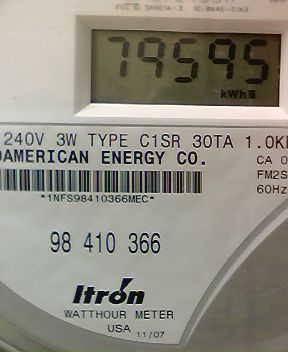 79595
kWh
240V 3W TYPE C1SR 30TA 1.0K
AMERICAN ENERGY CO.
CA 0
FM2S
60Hz
*1NFS98410366MEC*
98 410 366
Itron
WATTHOUR METER
USA 11/07